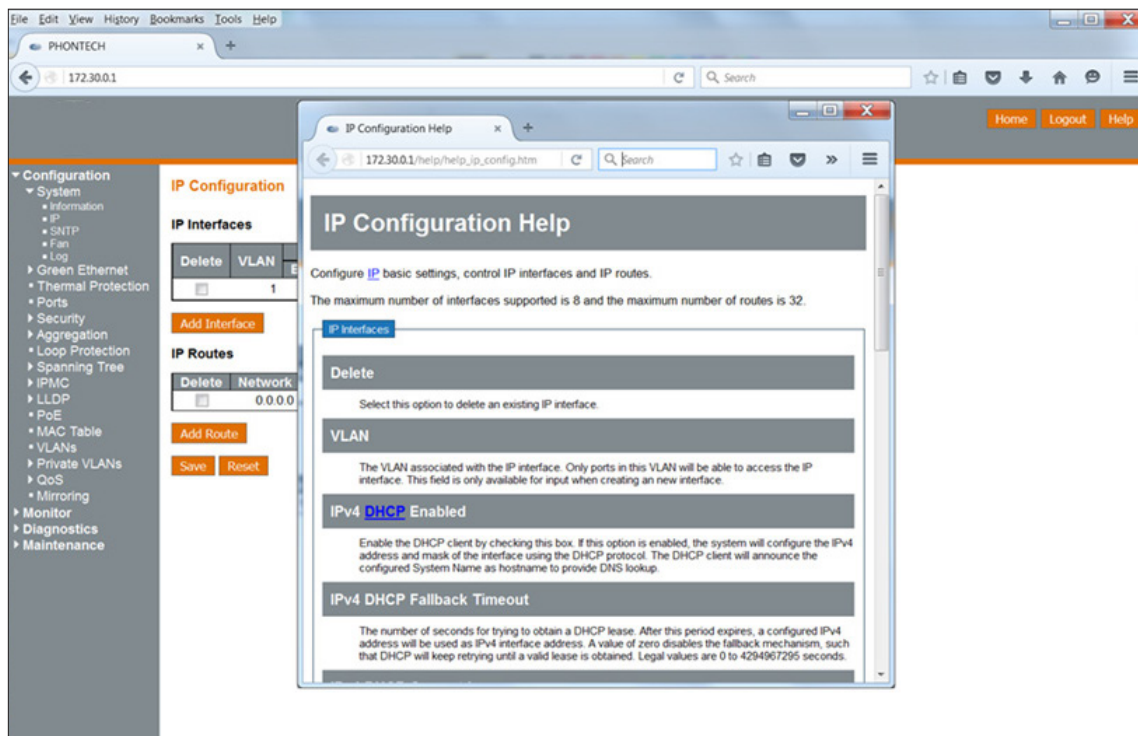 File Edit View History Bookmarks Tools Help
PHONTECH × +
172.30.0.1
Search
Home Logout Help
Configuration
System
Information
IP
SNTP
Fan
Log
Green Ethernet
Thermal Protection
Ports
Security
Aggregation
Loop Protection
Spanning Tree
IPMC
LLDP
PoE
MAC Table
VLANs
Private VLANs
QoS
Mirroring
Monitor
Diagnostics
Maintenance
IP Configuration
IP Interfaces
Delete VLAN
1
Add Interface
IP Routes
Delete Network
0.0.0.0
Add Route
Save Reset
IP Configuration Help × +
172.30.0.1/help/help_ip_config.htm
Search
IP Configuration Help
Configure IP basic settings, control IP interfaces and IP routes.
The maximum number of interfaces supported is 8 and the maximum number of routes is 32.
IP Interfaces
Delete
Select this option to delete an existing IP interface.
VLAN
The VLAN associated with the IP interface. Only ports in this VLAN will be able to access the IP
interface. This field is only available for input when creating an new interface.
IPv4 DHCP Enabled
Enable the DHCP client by checking this box. If this option is enabled, the system will configure the IPv4
address and mask of the interface using the DHCP protocol. The DHCP client will announce the
configured System Name as hostname to provide DNS lookup.
IPv4 DHCP Fallback Timeout
The number of seconds for trying to obtain a DHCP lease. After this period expires, a configured IPv4
address will be used as IPv4 interface address. A value of zero disables the fallback mechanism, such
that DHCP will keep retrying until a valid lease is obtained. Legal values are 0 to 4294967295 seconds.